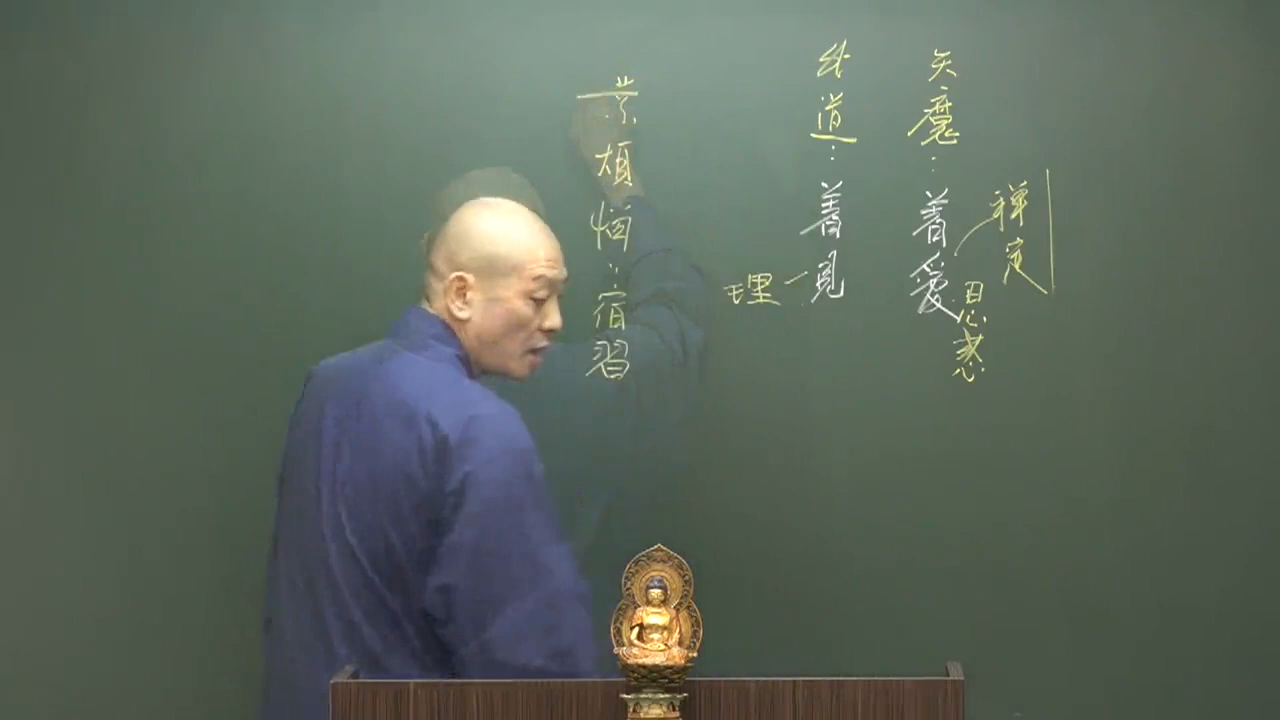 禪定
天魔：著愛
思惑
外道：著見
理
業煩惱：宿習